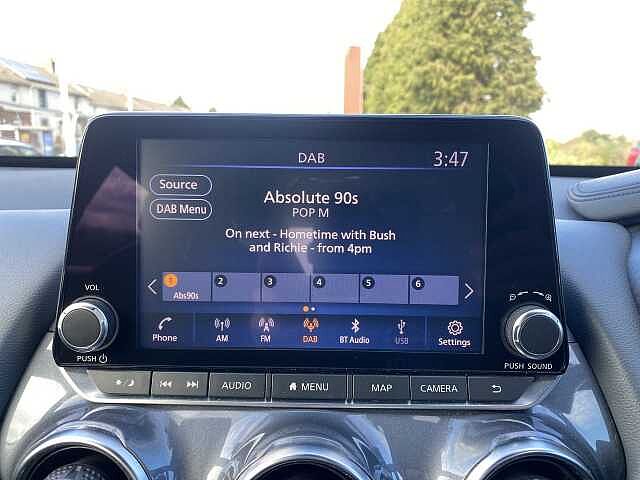 DAB
3:47
Source
DAB Menu
Absolute 90s
POP M
On next - Hometime with Bush
and Richie - from 4pm
1 2 3 4 5 6
Abs90s
VOL
PUSH
Phone AM FM DAB BT Audio USB Settings
PUSH SOUND
AUDIO MENU MAP CAMERA